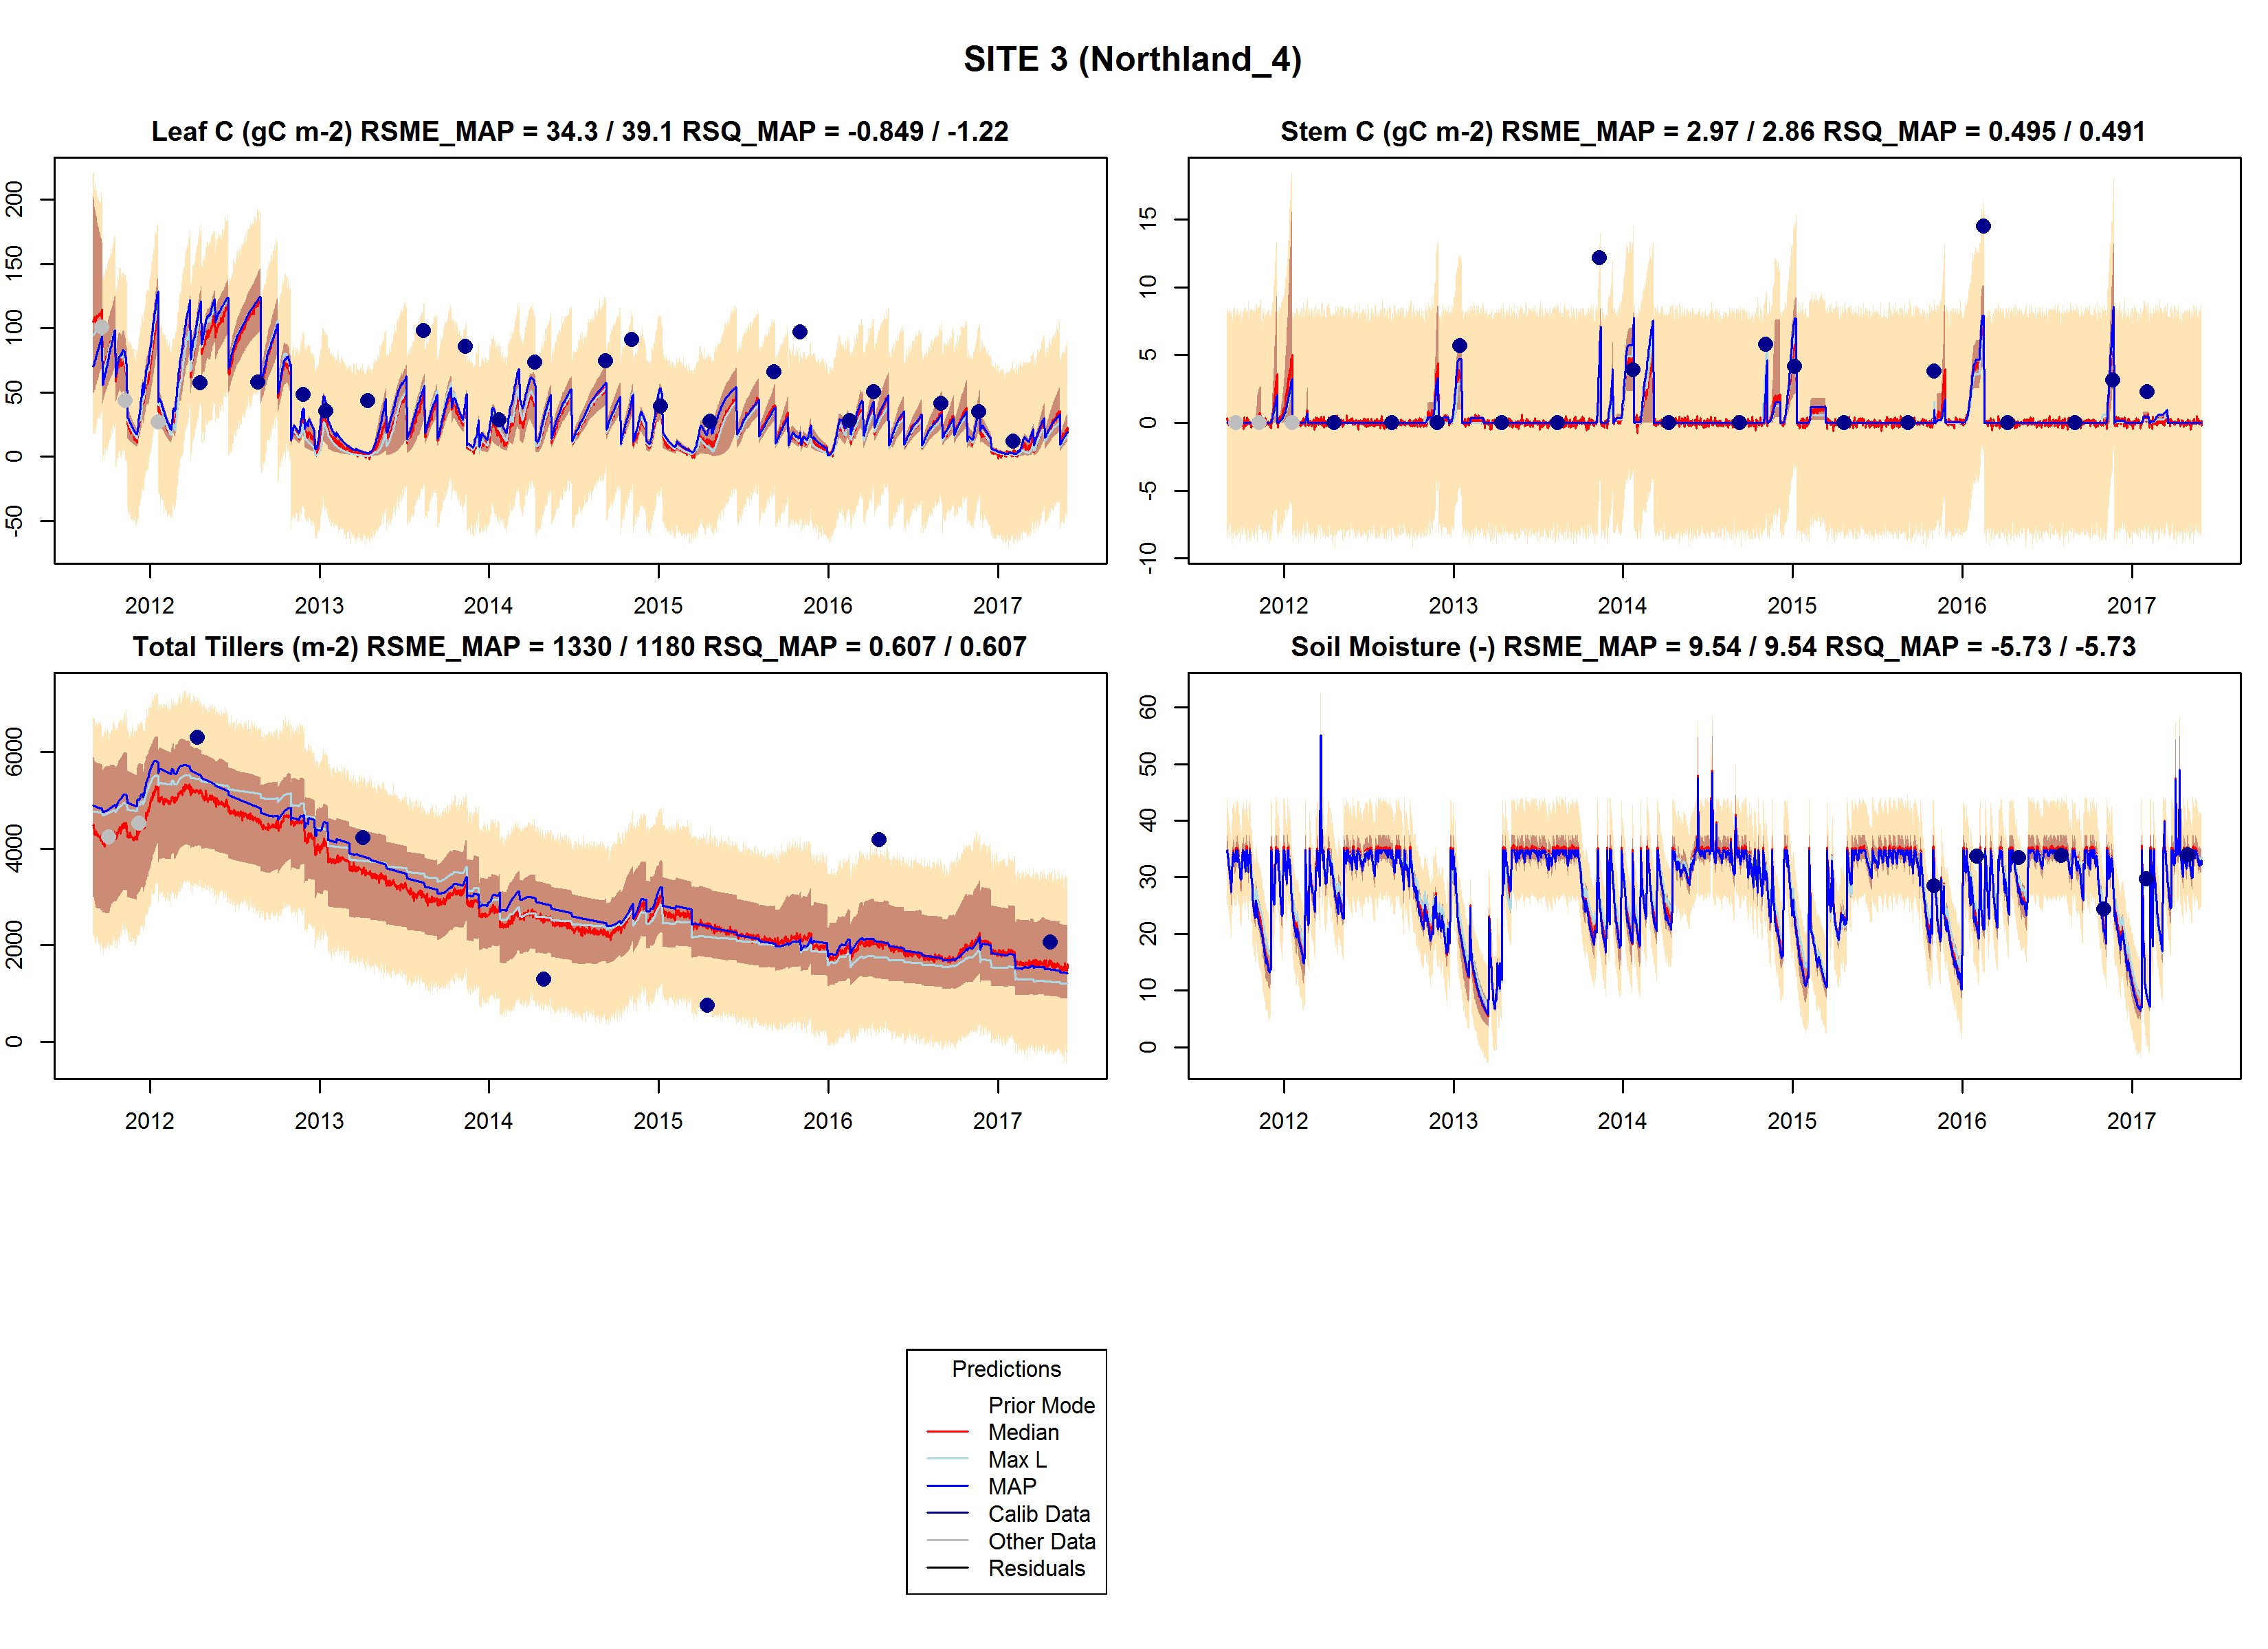 SITE 3 (Northland_4)
Leaf C (gC m-2) RSME_MAP = 34.3 / 39.1 RSQ_MAP = -0.849 / -1.22
200
150
100
50
0
-50
2012 2013 2014 2015 2016 2017
Stem C (gC m-2) RSME_MAP = 2.97 / 2.86 RSQ_MAP = 0.495 / 0.491
15
10
5
0
-5
-10
2012 2013 2014 2015 2016 2017
Total Tillers (m-2) RSME_MAP = 1330 / 1180 RSQ_MAP = 0.607 / 0.607
6000
4000
2000
0
2012 2013 2014 2015 2016 2017
Soil Moisture (-) RSME_MAP = 9.54 / 9.54 RSQ_MAP = -5.73 / -5.73
60
50
40
30
20
10
0
2012 2013 2014 2015 2016 2017
Predictions
Prior Mode
Median
Max L
MAP
Calib Data
Other Data
Residuals